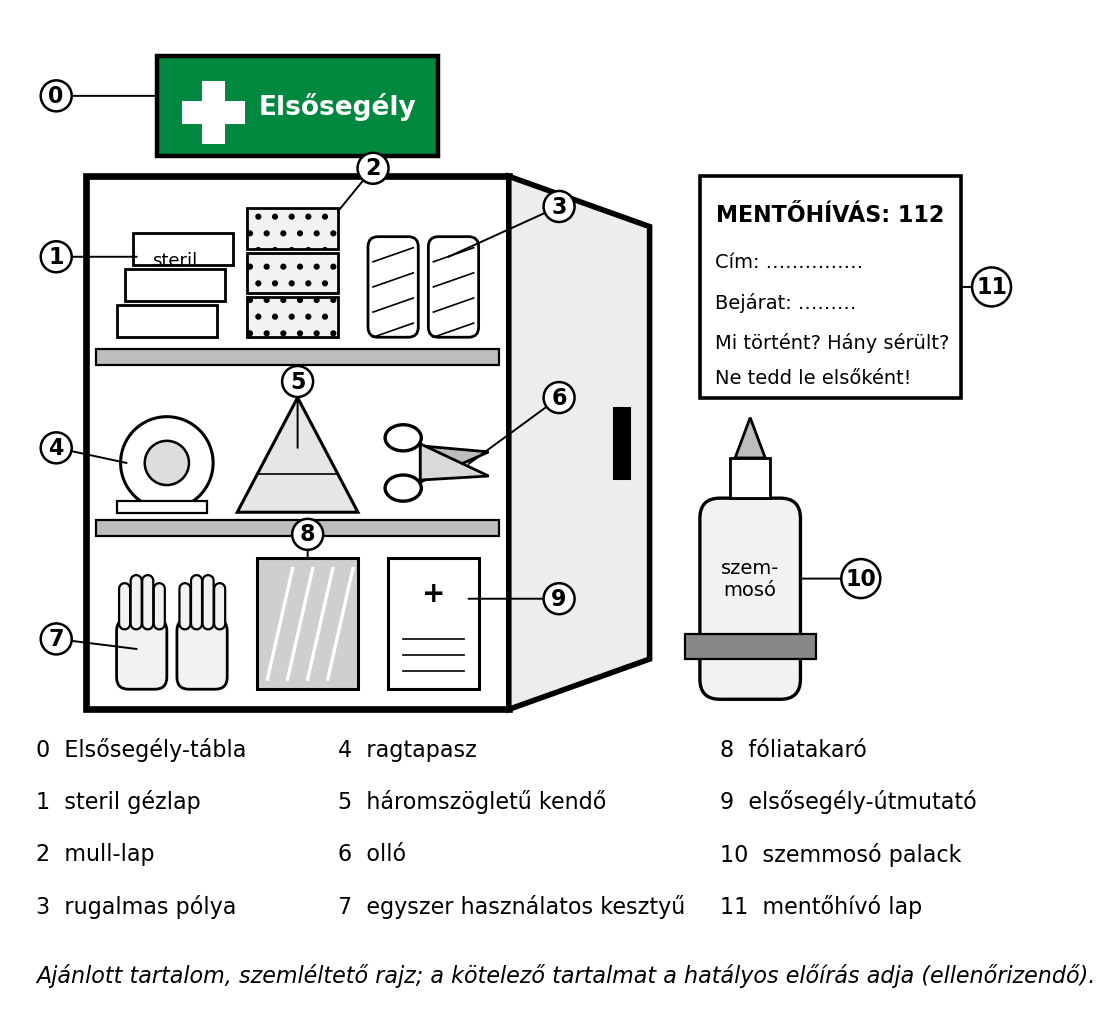 0
Elsősegély
2
3
1
steril
MENTŐHÍVÁS: 112
Cím: ……………
Bejárat: ………
Mi történt? Hány sérült?
Ne tedd le elsőként!
11
5
6
4
szem-
mosó
10
8
+
9
7
0 Elsősegély-tábla
1 steril gézlap
2 mull-lap
3 rugalmas pólya
4 ragtapasz
5 háromszögletű kendő
6 olló
7 egyszer használatos kesztyű
8 fóliatakaró
9 elsősegély-útmutató
10 szemmosó palack
11 mentőhívó lap
Ajánlott tartalom, szemléltető rajz; a kötelező tartalmat a hatályos előírás adja (ellenőrizendő).